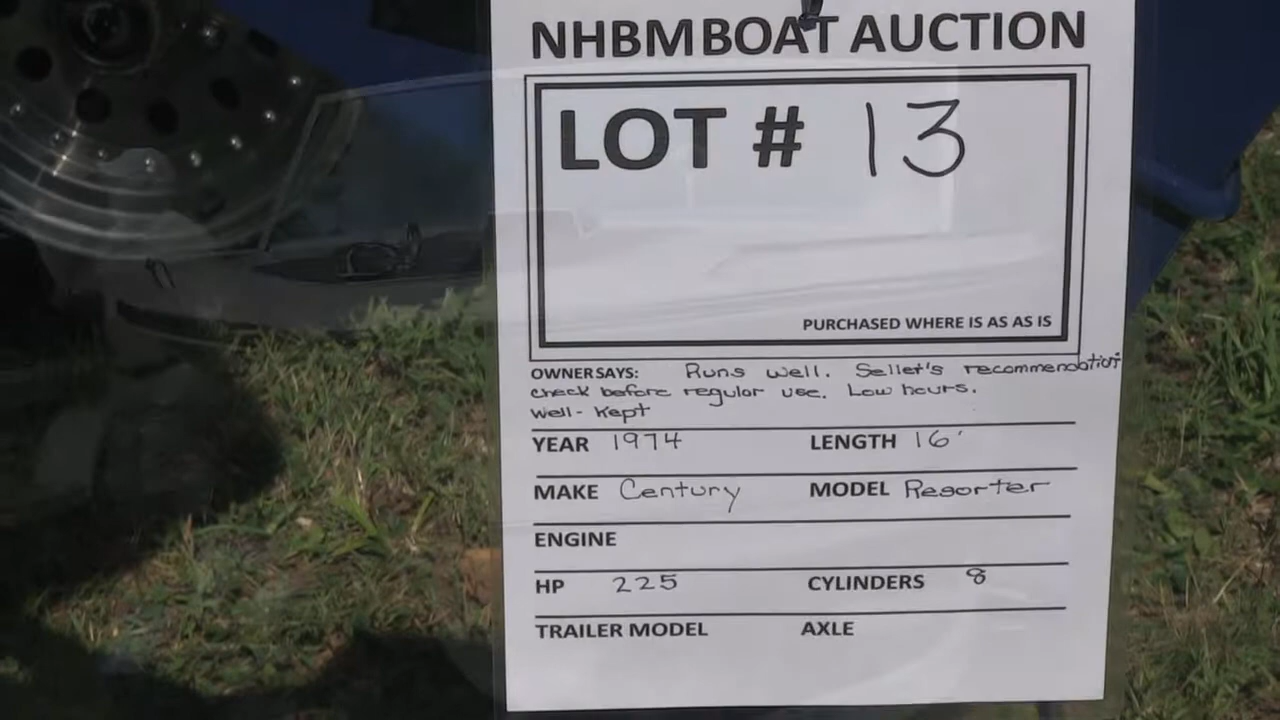 NHBMBOAT AUCTION
LOT # 13
PURCHASED WHERE IS AS AS IS
OWNER SAYS: Runs well. Seller's recommendation
check before regular use. Low hours.
well-kept
YEAR 1974 LENGTH 16'
MAKE Century MODEL Resorter
ENGINE
HP 225 CYLINDERS 8
TRAILER MODEL AXLE